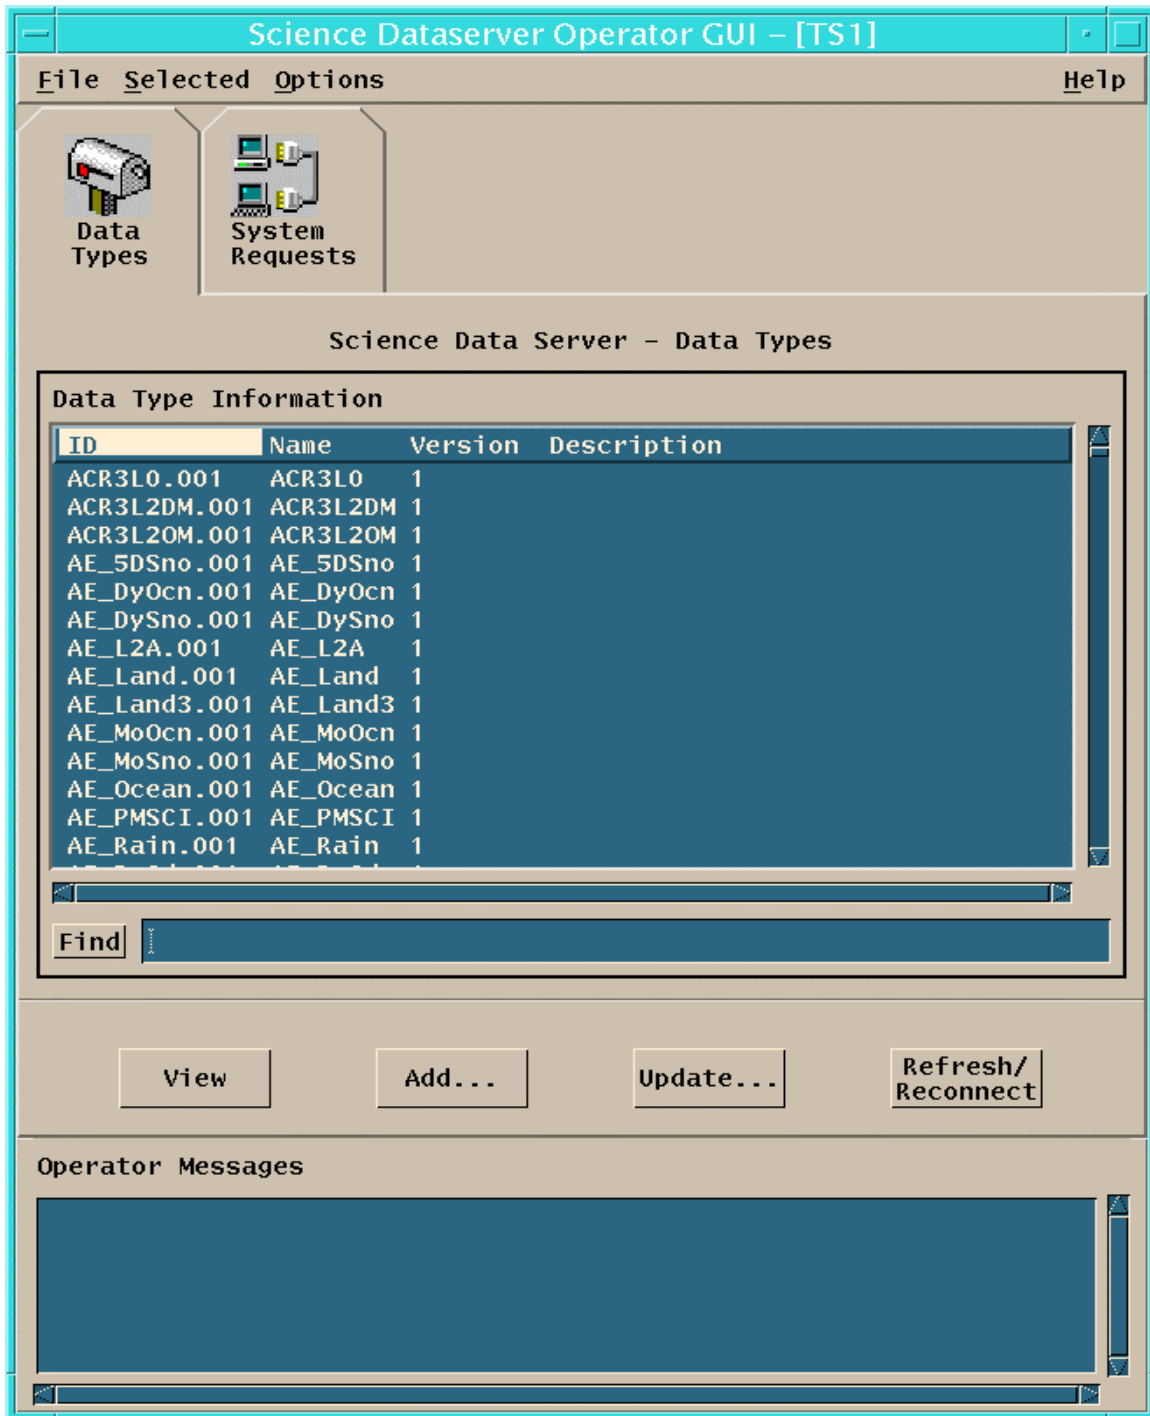 Science Dataserver Operator GUI – [TS1]
File Selected Options Help
Data Types
System Requests
Science Data Server – Data Types
Data Type Information
ID Name Version Description
ACR3L0.001 ACR3L0 1
ACR3L2DM.001 ACR3L2DM 1
ACR3L2OM.001 ACR3L2OM 1
AE_5DSno.001 AE_5DSno 1
AE_DyOcn.001 AE_DyOcn 1
AE_DySno.001 AE_DySno 1
AE_L2A.001 AE_L2A 1
AE_Land.001 AE_Land 1
AE_Land3.001 AE_Land3 1
AE_MoOcn.001 AE_MoOcn 1
AE_MoSno.001 AE_MoSno 1
AE_Ocean.001 AE_Ocean 1
AE_PMSCI.001 AE_PMSCI 1
AE_Rain.001 AE_Rain 1
Find
View Add... Update... Refresh/
Reconnect
Operator Messages